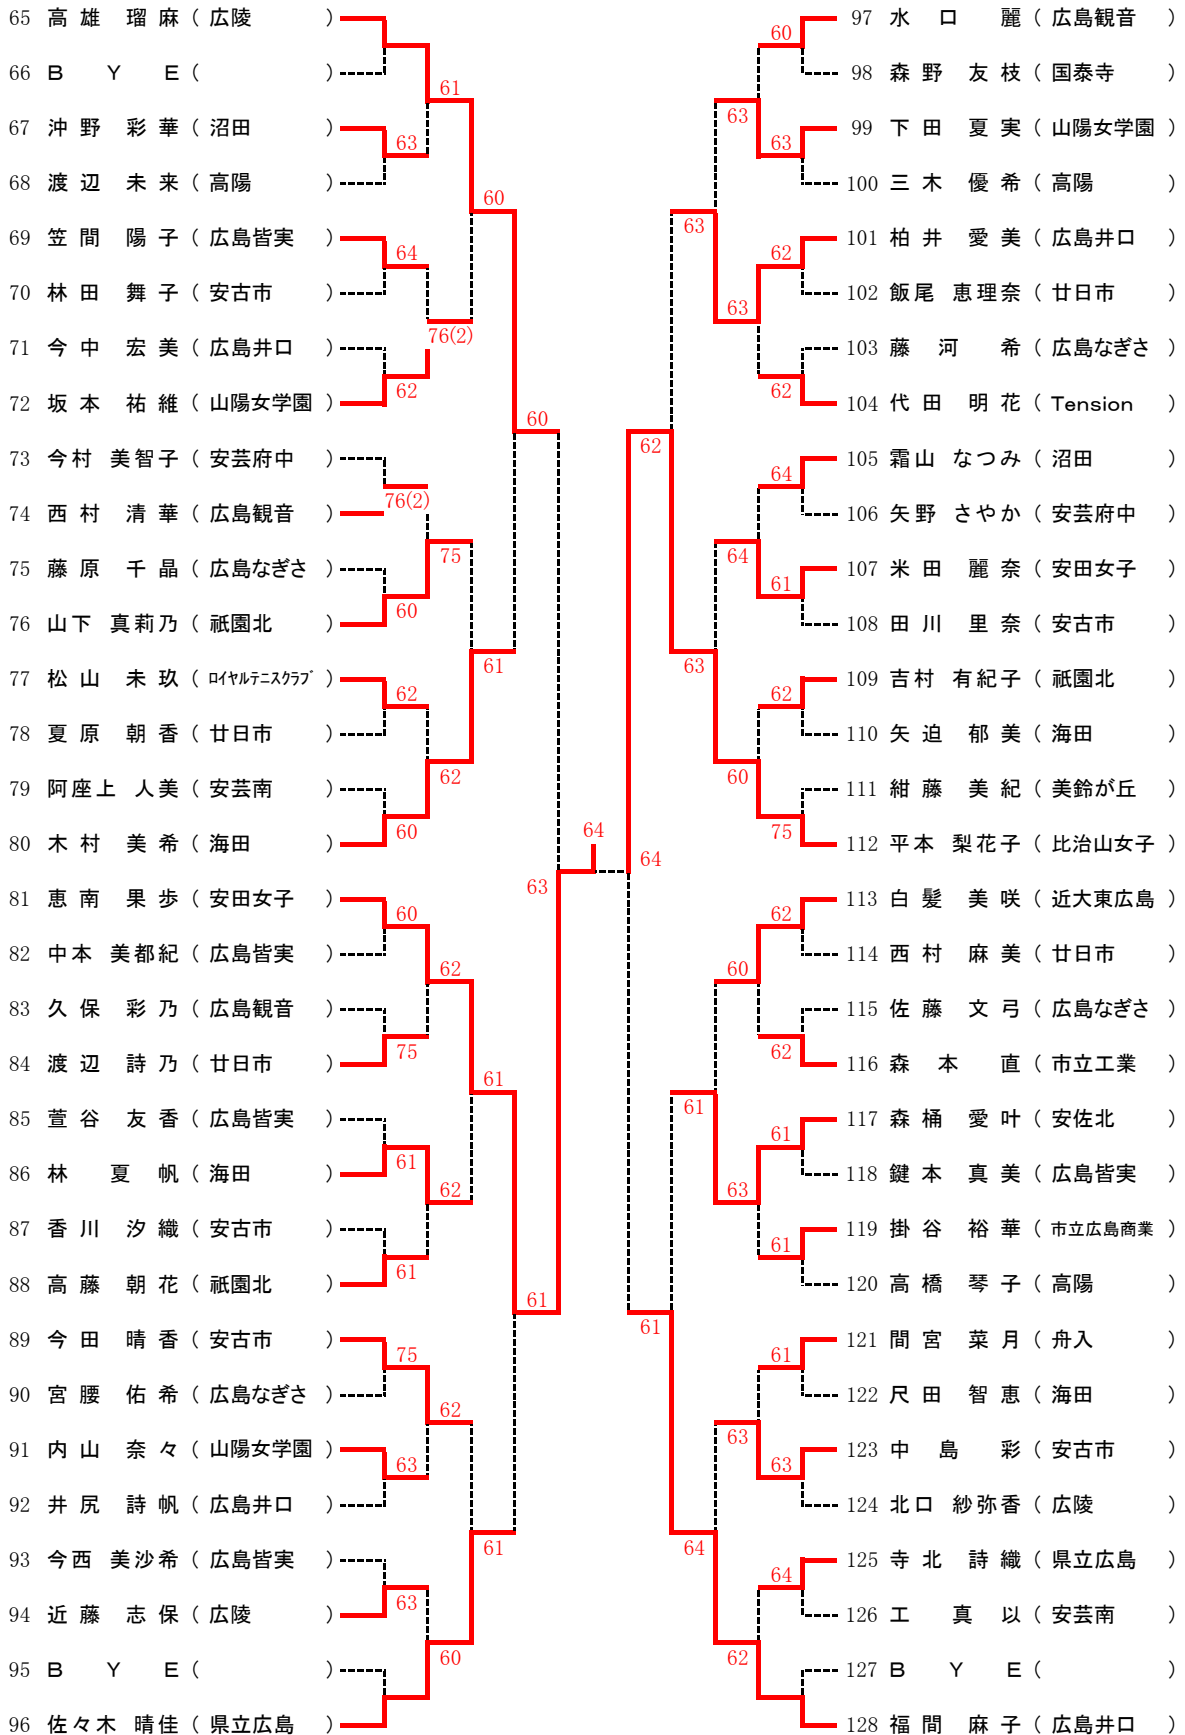 65 高 雄 瑠 麻 ( 広陵 )
66 B Y E ( )
67 沖 野 彩 華 ( 沼田 )
68 渡 辺 未 来 ( 高陽 )
69 笠 間 陽 子 ( 広島皆実 )
70 林 田 舞 子 ( 安古市 )
71 今 中 宏 美 ( 広島井口 )
72 坂 本 祐 維 ( 山陽女学園 )
73 今村 美智子 ( 安芸府中 )
74 西 村 清 華 ( 広島観音 )
75 藤 原 千 晶 ( 広島なぎさ )
76 山下 真莉乃 ( 祇園北 )
77 松 山 未 玖 ( ロイヤルテニスクラブ )
78 夏 原 朝 香 ( 廿日市 )
79 阿座上 人美 ( 安芸南 )
80 木 村 美 希 ( 海田 )
81 恵 南 果 歩 ( 安田女子 )
82 中本 美都紀 ( 広島皆実 )
83 久 保 彩 乃 ( 広島観音 )
84 渡 辺 詩 乃 ( 廿日市 )
85 萱 谷 友 香 ( 広島皆実 )
86 林 夏 帆 ( 海田 )
87 香 川 汐 織 ( 安古市 )
88 高 藤 朝 花 ( 祇園北 )
89 今 田 晴 香 ( 安古市 )
90 宮 腰 佑 希 ( 広島なぎさ )
91 内 山 奈 々 ( 山陽女学園 )
92 井 尻 詩 帆 ( 広島井口 )
93 今西 美沙希 ( 広島皆実 )
94 近 藤 志 保 ( 広陵 )
95 B Y E ( )
96 佐々木 晴佳 ( 県立広島 )
63
64
62
76(2)
60
62
60
60
75
61
61
75
63
63
61
76(2)
75
62
62
62
62
60
60
61
61
61
60
61
63
64
64
62
61
63
63
61
64
63
63
64
60
60
63
63
62
60
63
62
62
64
61
62
75
62
62
61
61
61
63
64
97 水 口 麗 ( 広島観音 )
98 森 野 友 枝 ( 国泰寺 )
99 下 田 夏 実 ( 山陽女学園 )
100 三 木 優 希 ( 高陽 )
101 柏 井 愛 美 ( 広島井口 )
102 飯尾 恵理奈 ( 廿日市 )
103 藤 河 希 ( 広島なぎさ )
104 代 田 明 花 ( Tension )
105 霜山 なつみ ( 沼田 )
106 矢野 さやか ( 安芸府中 )
107 米 田 麗 奈 ( 安田女子 )
108 田 川 里 奈 ( 安古市 )
109 吉村 有紀子 ( 祇園北 )
110 矢 迫 郁 美 ( 海田 )
111 紺 藤 美 紀 ( 美鈴が丘 )
112 平本 梨花子 ( 比治山女子 )
113 白 髪 美 咲 ( 近大東広島 )
114 西 村 麻 美 ( 廿日市 )
115 佐 藤 文 弓 ( 広島なぎさ )
116 森 本 直 ( 市立工業 )
117 森 桶 愛 叶 ( 安佐北 )
118 鍵 本 真 美 ( 広島皆実 )
119 掛 谷 裕 華 ( 市立広島商業 )
120 高 橋 琴 子 ( 高陽 )
121 間 宮 菜 月 ( 舟入 )
122 尺 田 智 恵 ( 海田 )
123 中 島 彩 ( 安古市 )
124 北口 紗弥香 ( 広陵 )
125 寺 北 詩 織 ( 県立広島 )
126 工 真 以 ( 安芸南 )
127 B Y E ( )
128 福 間 麻 子 ( 広島井口 )